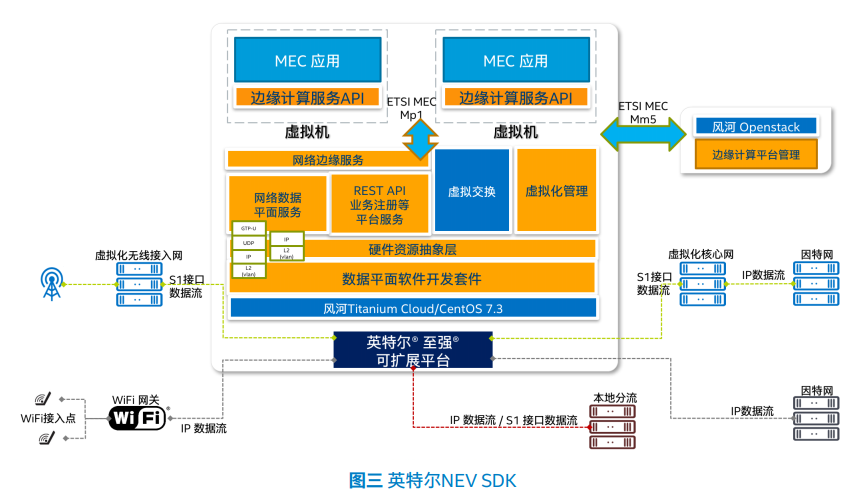 MEC 应用
边缘计算服务API
虚拟机
MEC 应用
边缘计算服务API
虚拟机
ETSI MEC
Mp1
ETSI MEC
Mm5
风河 Openstack
边缘计算平台管理
网络边缘服务
网络数据
平面服务
REST API
业务注册等
平台服务
虚拟交换
虚拟化管理
GTP-U
UDP
IP
L2
(vlan)
IP
L2
(vlan)
硬件资源抽象层
数据平面软件开发套件
风河Titanium Cloud/CentOS 7.3
英特尔® 至强®
可扩展平台
虚拟化无线接入网
S1接口
数据流
虚拟化核心网
S1接口
数据流
IP数据流
因特网
WiFi接入点
WiFi 网关
WiFi®
IP 数据流
本地分流
IP 数据流 / S1 接口数据流
IP数据流
因特网
图三 英特尔NEV SDK